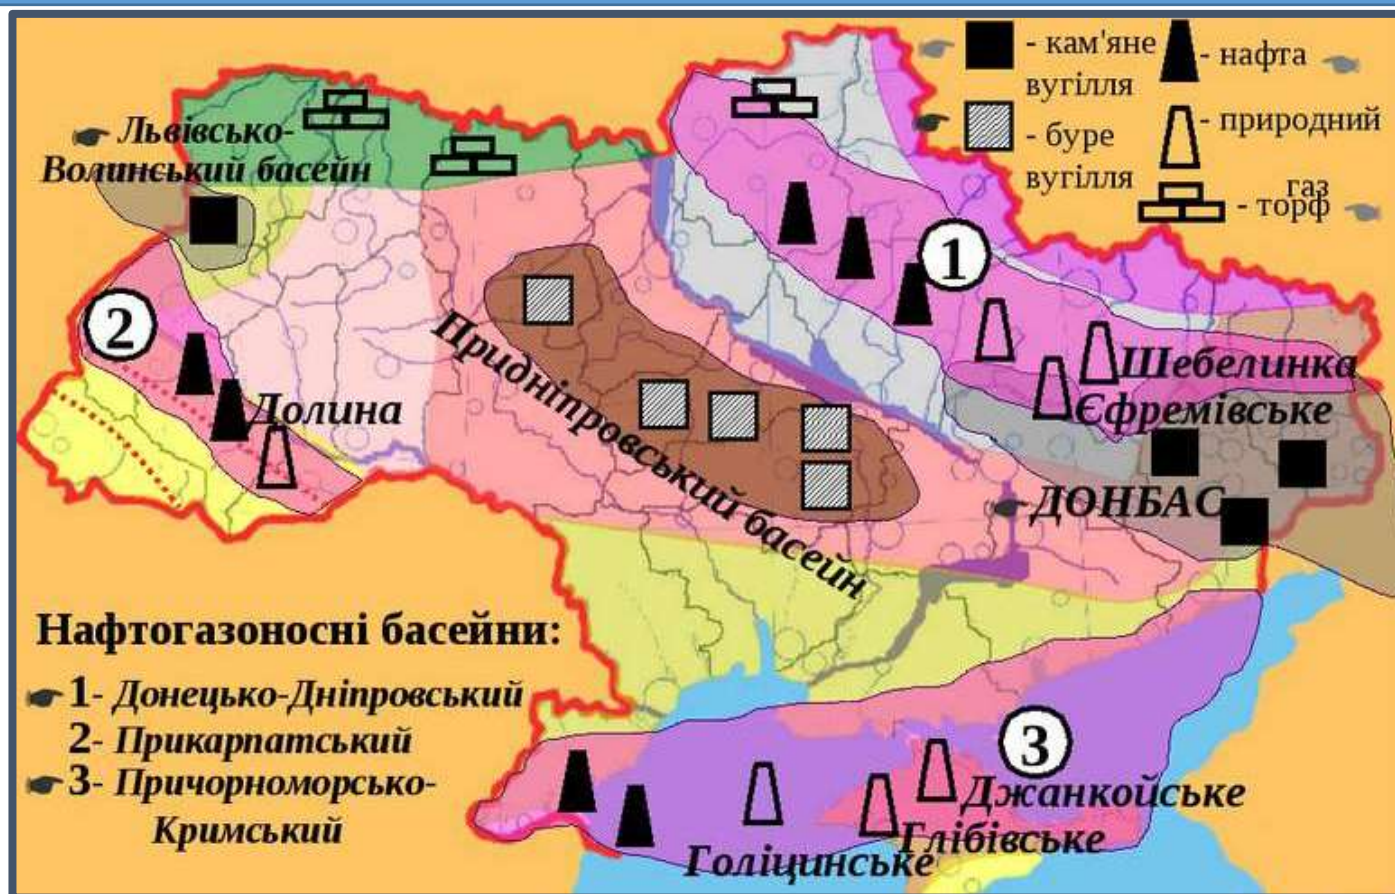 - кам'яне
вугілля
- нафта
- буре
вугілля
- природний
газ
- торф
Львівсько-
Волинський басейн
1
2
Шебелинка
Єфремівське
Долина
Придніпровський басейн
ДОНБАС
Нафтогазоносні басейни:
1- Донецько-Дніпровський
2- Прикарпатський
3- Причорноморсько-
Кримський
3
Джанкойське
Глібівське
Голіцинське